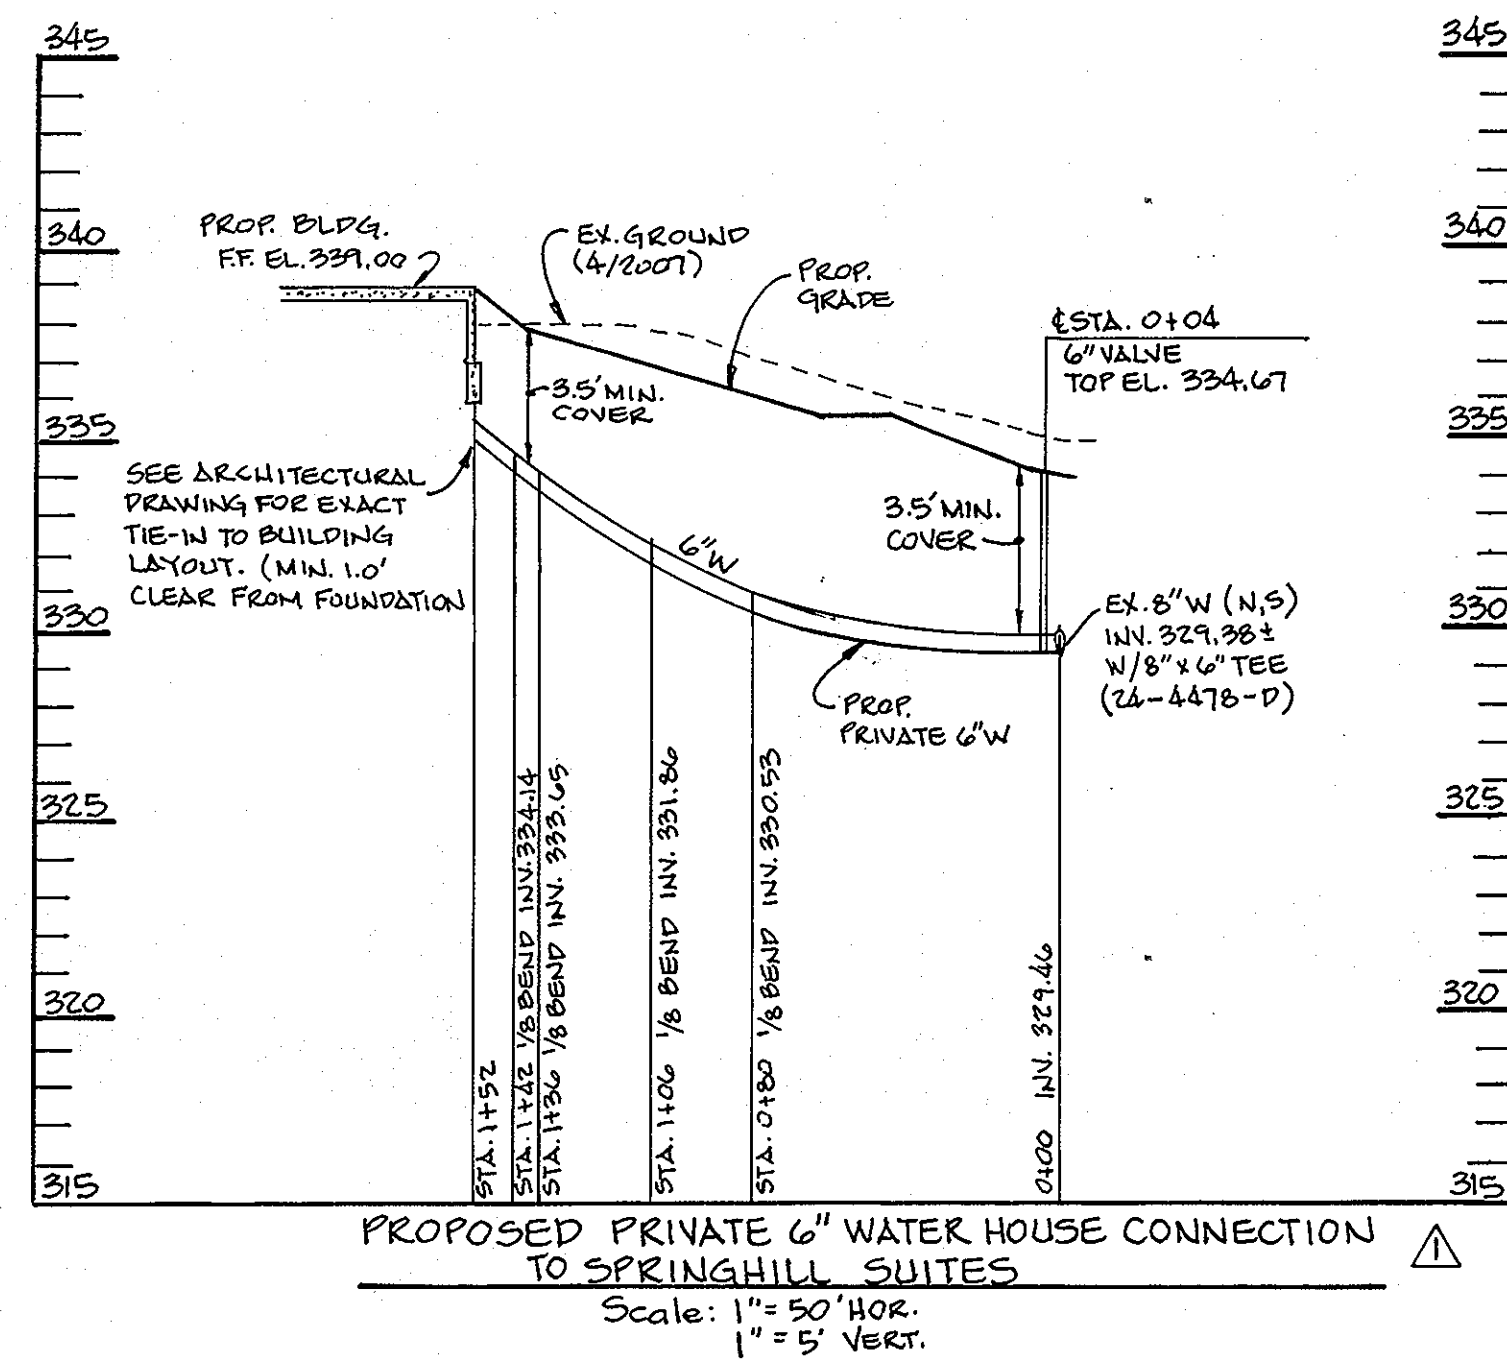 345
340
335
330
325
320
315
345
340
335
330
325
320
315
PROP. BLDG.
F.F. EL. 339.00
EX. GROUND
(4/2007)
PROP.
GRADE
℄ STA. 0+04
6" VALVE
TOP EL. 334.67
3.5' MIN.
COVER
SEE ARCHITECTURAL
DRAWING FOR EXACT
TIE-IN TO BUILDING
LAYOUT. (MIN. 1.0'
CLEAR FROM FOUNDATION
6"W
3.5' MIN.
COVER
EX. 8" W (N,S)
INV. 329.38±
W/8" x 6" TEE
(24-4478-D)
PROP.
PRIVATE 6"W
STA. 1+52
STA. 1+42 1/8 BEND INV. 334.14
STA. 1+36 1/8 BEND INV. 333.65
STA. 1+06 1/8 BEND INV. 331.86
STA. 0+80 1/8 BEND INV. 330.53
0+00 INV. 329.46
PROPOSED PRIVATE 6" WATER HOUSE CONNECTION
TO SPRINGHILL SUITES
1
Scale: 1" = 50' HOR.
1" = 5' VERT.